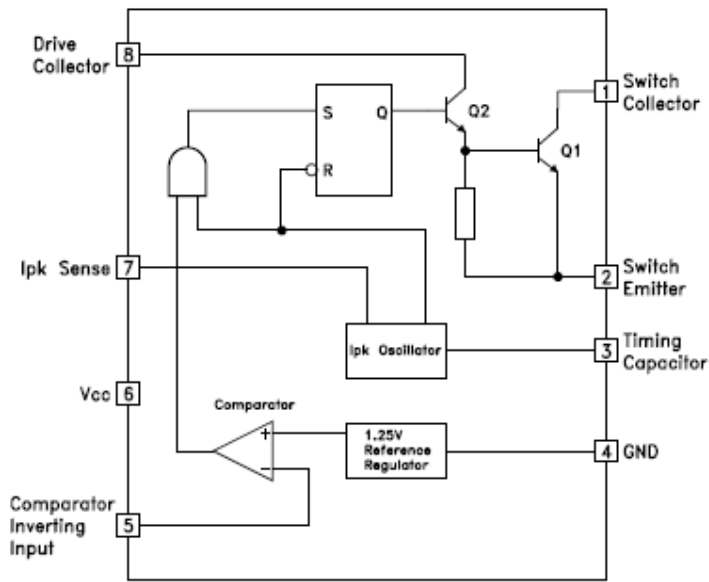 Drive
Collector
8
S
Q
Q2
1
Switch
Collector
Q1
R
Ipk Sense
7
2
Switch
Emitter
Ipk Oscillator
3
Timing
Capacitor
Vcc
6
Comparator
+
−
1.25V
Reference
Regulator
4
GND
Comparator
Inverting
Input
5